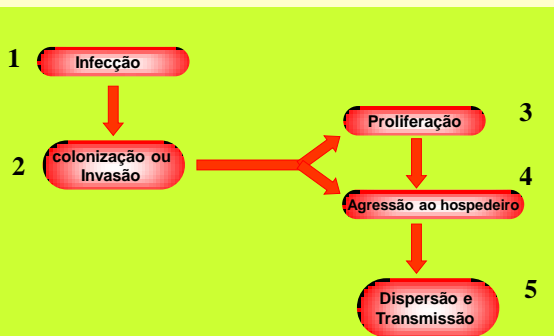 1
Infecção
2
colonização ou
Invasão
3
Proliferação
4
Agressão ao hospedeiro
5
Dispersão e
Transmissão